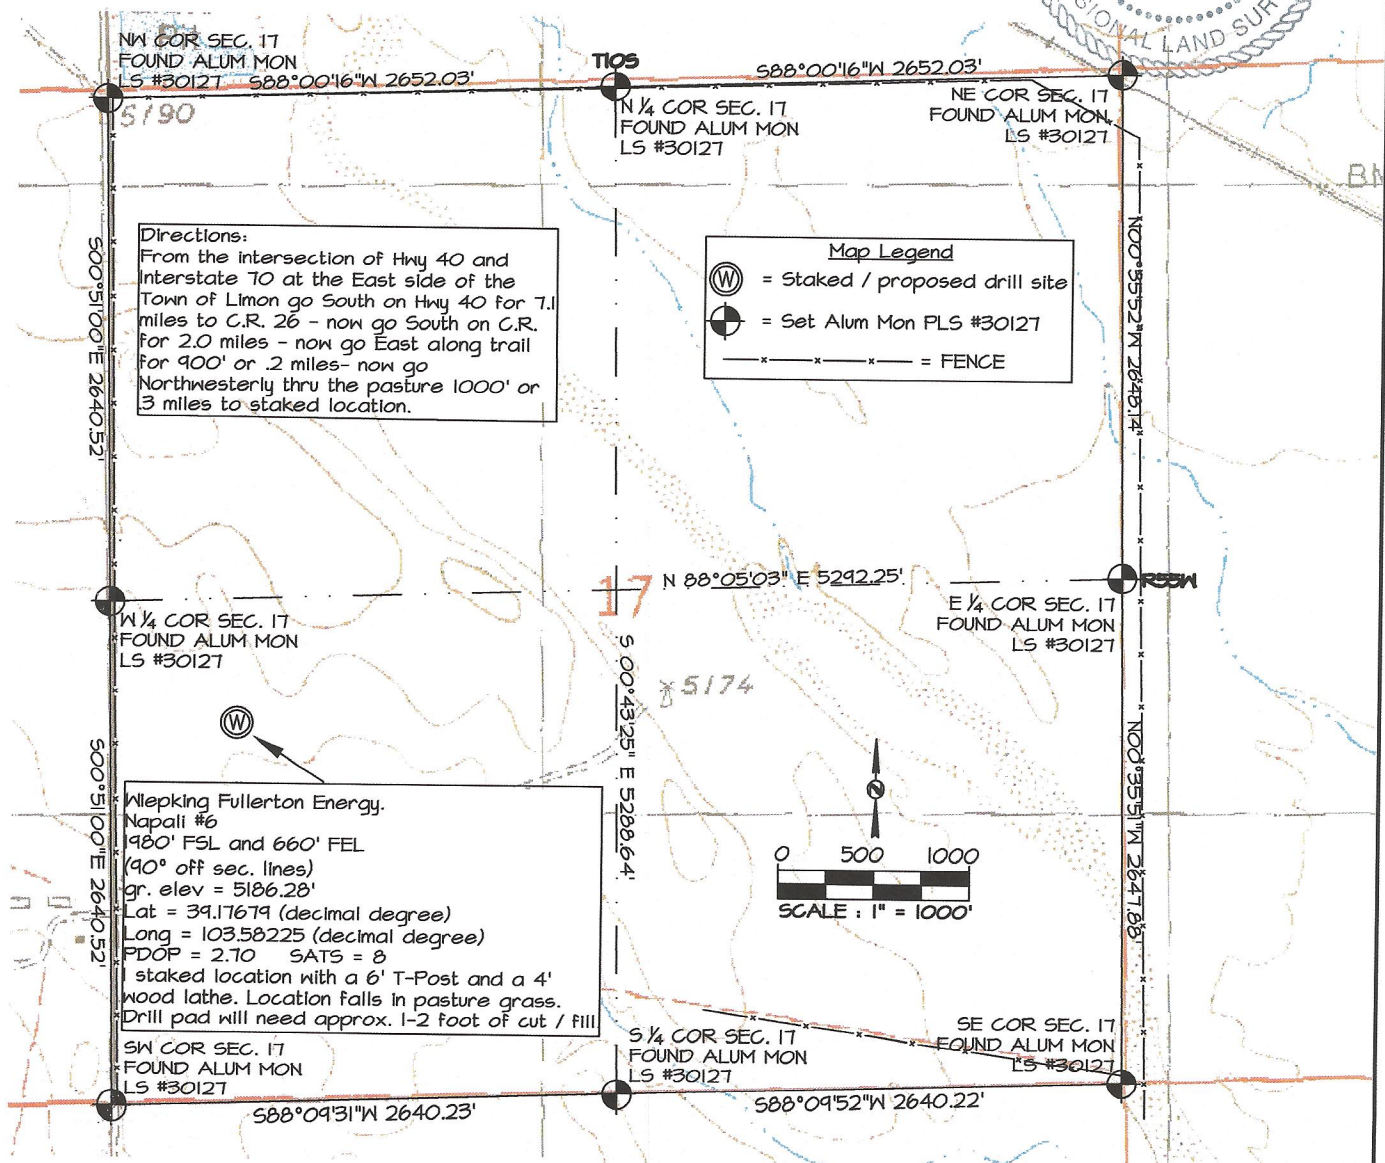 SIONAL LAND SUR
NW COR SEC. 17
FOUND ALUM MON
LS #30127
S88°00'16"W 2652.03'
T10S
S88°00'16"W 2652.03'
5190
N 1/4 COR SEC. 17
FOUND ALUM MON
LS #30127
NE COR SEC. 17
FOUND ALUM MON
LS #30127
BM
Directions:
From the intersection of Hwy 40 and
Interstate 70 at the East side of the
Town of Limon go South on Hwy 40 for 7.1
miles to C.R. 26 - now go South on C.R.
for 2.0 miles - now go East along trail
for 900' or .2 miles- now go
Northwesterly thru the pasture 1000' or
.3 miles to staked location.
Map Legend
W = Staked / proposed drill site
= Set Alum Mon PLS #30127
= FENCE
S00°51'00"E 2640.52'
N00°35'52"W 2648.14'
17
N 88°05'03" E 5292.25'
R55W
W 1/4 COR SEC. 17
FOUND ALUM MON
LS #30127
E 1/4 COR SEC. 17
FOUND ALUM MON
LS #30127
S 00°43'25" E 5288.64'
5174
W
S00°51'00"E 2640.52'
N00°35'51"W 2647.88'
Wiepking Fullerton Energy.
Napali #6
1980' FSL and 660' FEL
(90° off sec. lines)
gr. elev = 5186.28'
Lat = 39.17679 (decimal degree)
Long = 103.58225 (decimal degree)
PDOP = 2.70 SATS = 8
I staked location with a 6' T-Post and a 4'
wood lathe. Location falls in pasture grass.
Drill pad will need approx. 1-2 foot of cut / fill
N
0 500 1000
SCALE : 1" = 1000'
SW COR SEC. 17
FOUND ALUM MON
LS #30127
S 1/4 COR SEC. 17
FOUND ALUM MON
LS #30127
SE COR SEC. 17
FOUND ALUM MON
LS #30127
S88°09'31"W 2640.23'
S88°09'52"W 2640.22'